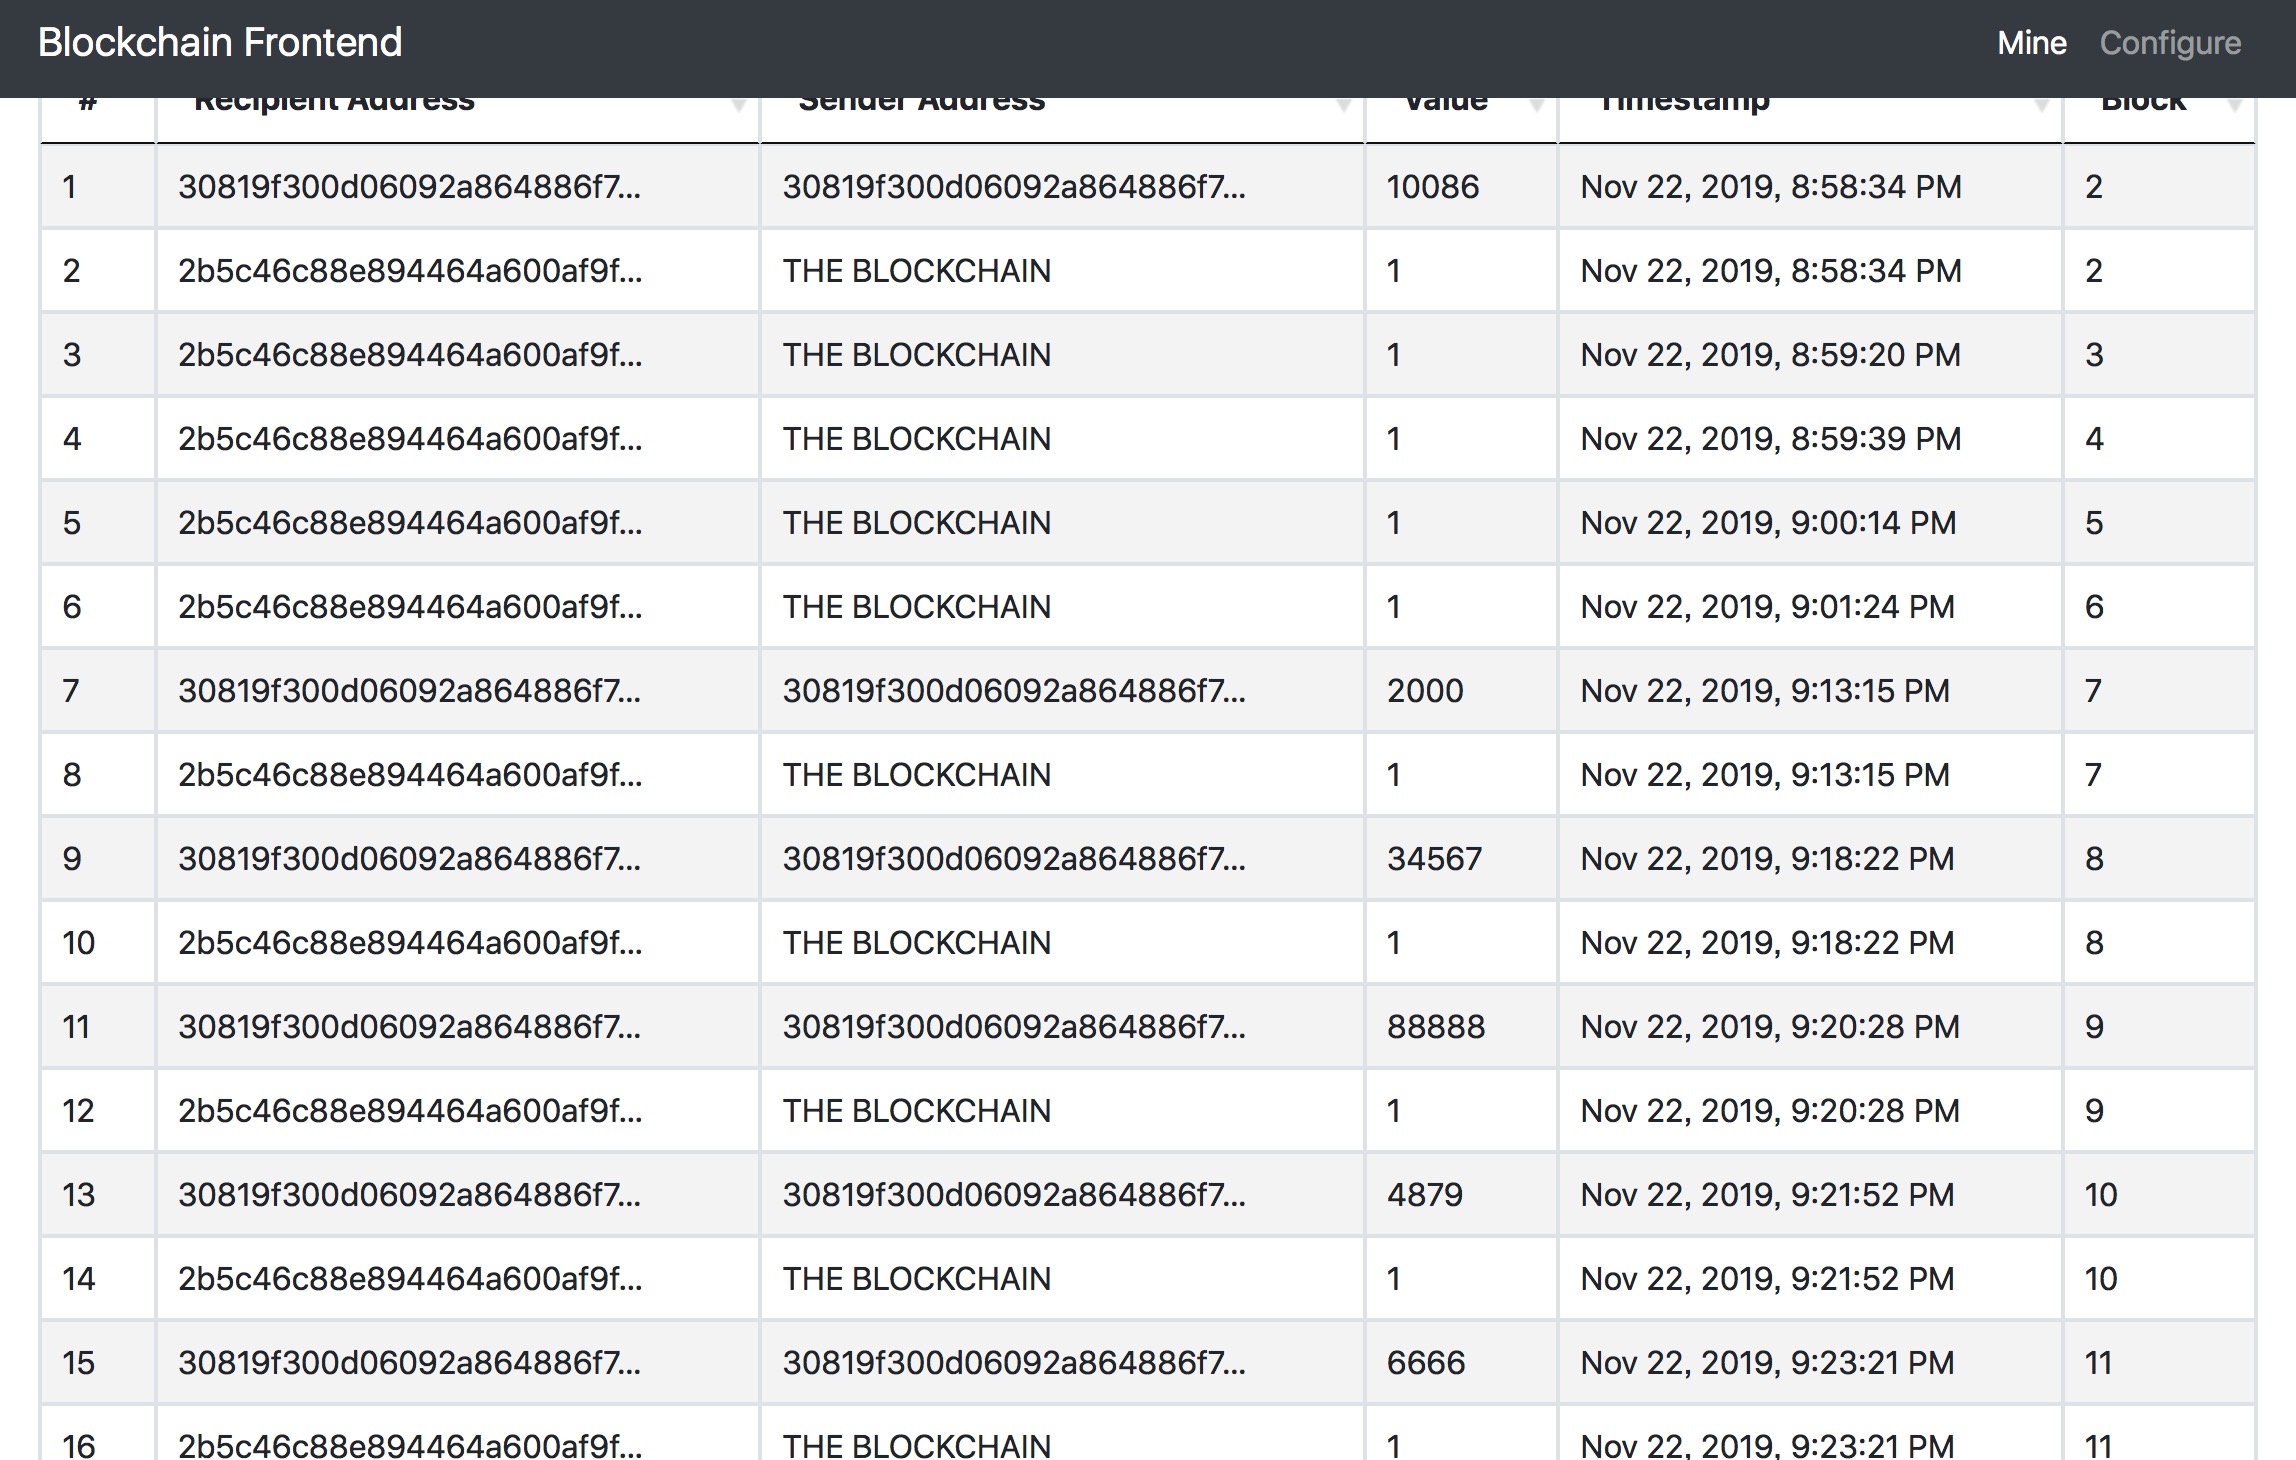 Blockchain Frontend Mine Configure
# Recipient Address Sender Address Value Timestamp Block
1 30819f300d06092a864886f7... 30819f300d06092a864886f7... 10086 Nov 22, 2019, 8:58:34 PM 2
2 2b5c46c88e894464a600af9f... THE BLOCKCHAIN 1 Nov 22, 2019, 8:58:34 PM 2
3 2b5c46c88e894464a600af9f... THE BLOCKCHAIN 1 Nov 22, 2019, 8:59:20 PM 3
4 2b5c46c88e894464a600af9f... THE BLOCKCHAIN 1 Nov 22, 2019, 8:59:39 PM 4
5 2b5c46c88e894464a600af9f... THE BLOCKCHAIN 1 Nov 22, 2019, 9:00:14 PM 5
6 2b5c46c88e894464a600af9f... THE BLOCKCHAIN 1 Nov 22, 2019, 9:01:24 PM 6
7 30819f300d06092a864886f7... 30819f300d06092a864886f7... 2000 Nov 22, 2019, 9:13:15 PM 7
8 2b5c46c88e894464a600af9f... THE BLOCKCHAIN 1 Nov 22, 2019, 9:13:15 PM 7
9 30819f300d06092a864886f7... 30819f300d06092a864886f7... 34567 Nov 22, 2019, 9:18:22 PM 8
10 2b5c46c88e894464a600af9f... THE BLOCKCHAIN 1 Nov 22, 2019, 9:18:22 PM 8
11 30819f300d06092a864886f7... 30819f300d06092a864886f7... 88888 Nov 22, 2019, 9:20:28 PM 9
12 2b5c46c88e894464a600af9f... THE BLOCKCHAIN 1 Nov 22, 2019, 9:20:28 PM 9
13 30819f300d06092a864886f7... 30819f300d06092a864886f7... 4879 Nov 22, 2019, 9:21:52 PM 10
14 2b5c46c88e894464a600af9f... THE BLOCKCHAIN 1 Nov 22, 2019, 9:21:52 PM 10
15 30819f300d06092a864886f7... 30819f300d06092a864886f7... 6666 Nov 22, 2019, 9:23:21 PM 11
16 2b5c46c88e894464a600af9f... THE BLOCKCHAIN 1 Nov 22, 2019, 9:23:21 PM 11